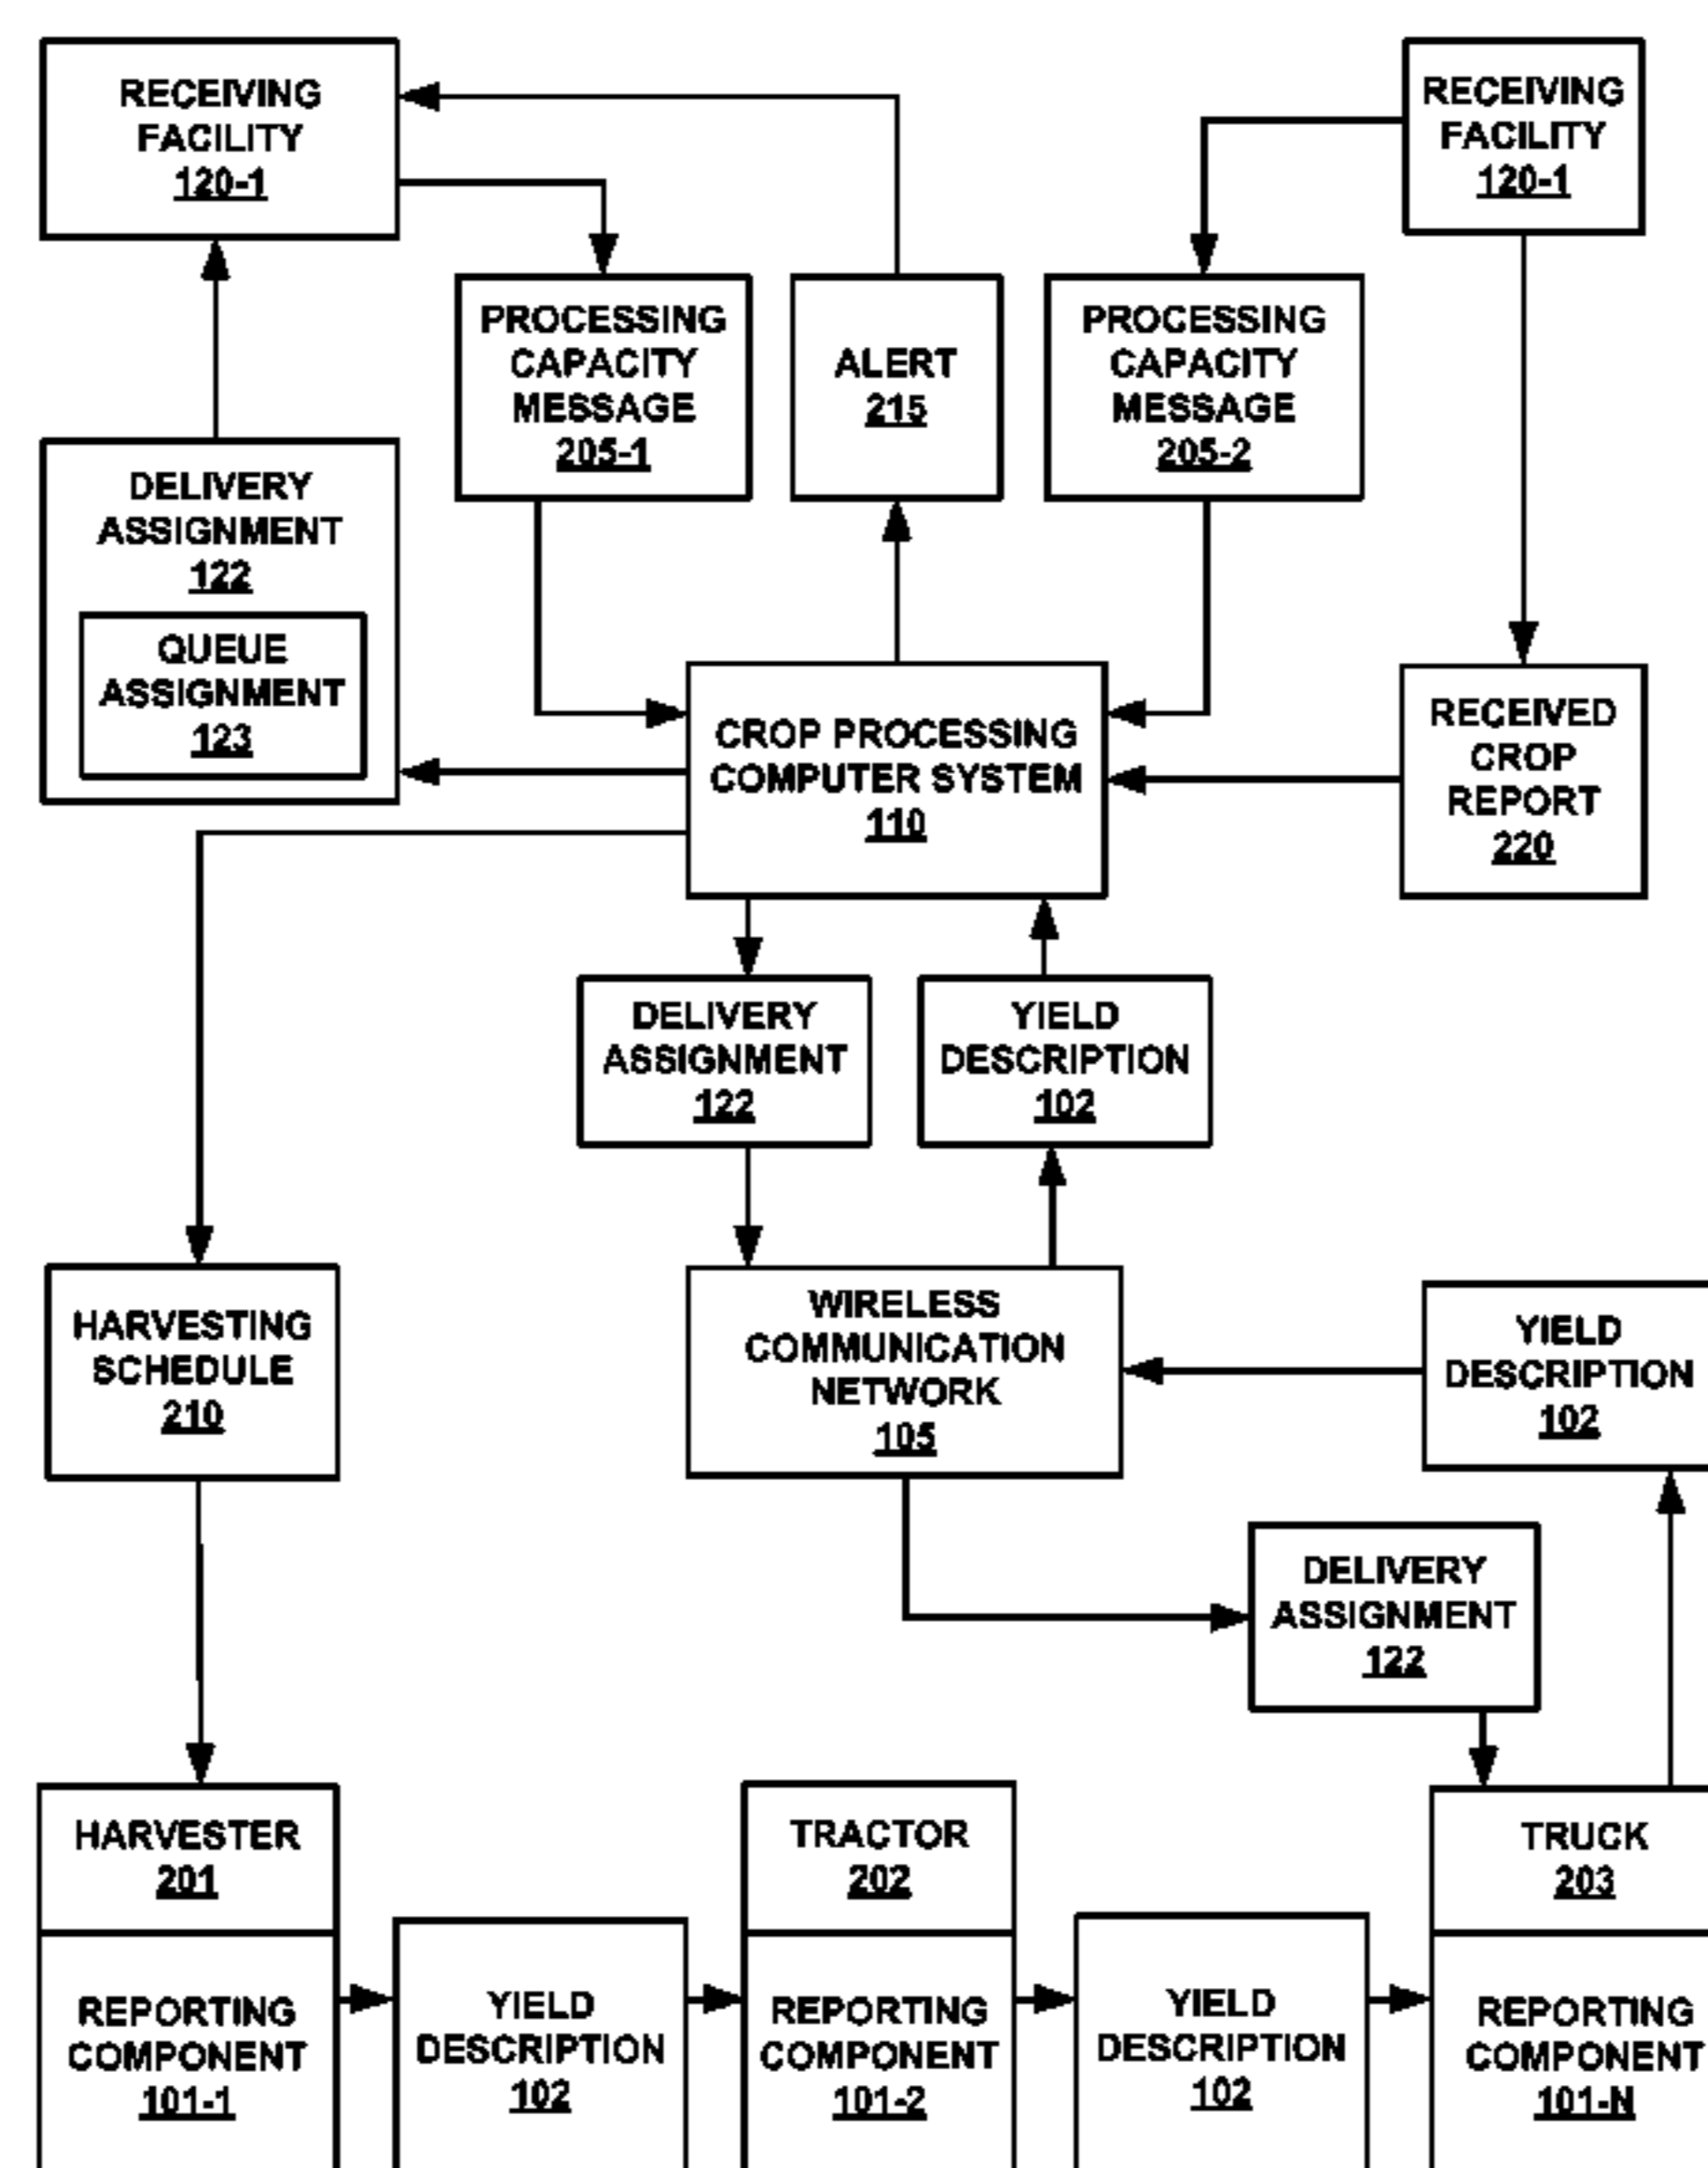 RECEIVING
FACILITY
120-1
RECEIVING
FACILITY
120-1
PROCESSING
CAPACITY
MESSAGE
205-1
ALERT
215
PROCESSING
CAPACITY
MESSAGE
205-2
DELIVERY
ASSIGNMENT
122
QUEUE
ASSIGNMENT
123
CROP PROCESSING
COMPUTER SYSTEM
110
RECEIVED
CROP
REPORT
220
DELIVERY
ASSIGNMENT
122
YIELD
DESCRIPTION
102
HARVESTING
SCHEDULE
210
WIRELESS
COMMUNICATION
NETWORK
105
YIELD
DESCRIPTION
102
DELIVERY
ASSIGNMENT
122
HARVESTER
201
TRACTOR
202
TRUCK
203
REPORTING
COMPONENT
101-1
YIELD
DESCRIPTION
102
REPORTING
COMPONENT
101-2
YIELD
DESCRIPTION
102
REPORTING
COMPONENT
101-N